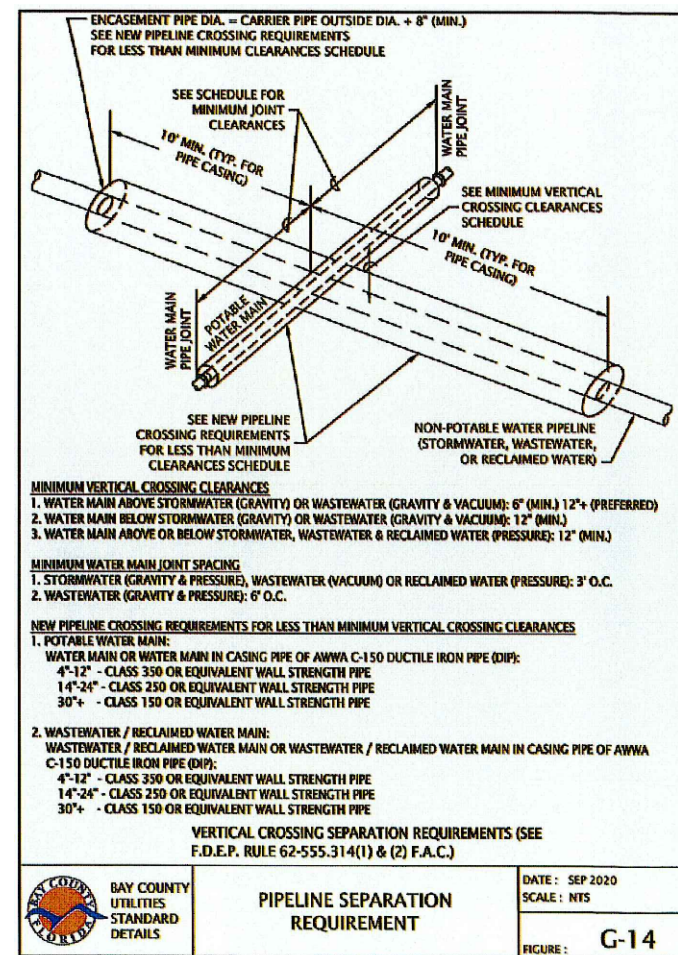 ENCASEMENT PIPE DIA. = CARRIER PIPE OUTSIDE DIA. + 8" (MIN.)
SEE NEW PIPELINE CROSSING REQUIREMENTS
FOR LESS THAN MINIMUM CLEARANCES SCHEDULE
SEE SCHEDULE FOR
MINIMUM JOINT
CLEARANCES
WATER MAIN
PIPE JOINT
10' MIN. (TYP. FOR
PIPE CASING)
SEE MINIMUM VERTICAL
CROSSING CLEARANCES
SCHEDULE
10' MIN. (TYP. FOR
PIPE CASING)
WATER MAIN
PIPE JOINT
POTABLE
WATER MAIN
SEE NEW PIPELINE
CROSSING REQUIREMENTS
FOR LESS THAN MINIMUM
CLEARANCES SCHEDULE
NON-POTABLE WATER PIPELINE
(STORMWATER, WASTEWATER,
OR RECLAIMED WATER)
MINIMUM VERTICAL CROSSING CLEARANCES
1. WATER MAIN ABOVE STORMWATER (GRAVITY) OR WASTEWATER (GRAVITY & VACUUM): 6" (MIN.) 12"+ (PREFERRED)
2. WATER MAIN BELOW STORMWATER (GRAVITY) OR WASTEWATER (GRAVITY & VACUUM): 12" (MIN.)
3. WATER MAIN ABOVE OR BELOW STORMWATER, WASTEWATER & RECLAIMED WATER (PRESSURE): 12" (MIN.)
MINIMUM WATER MAIN JOINT SPACING
1. STORMWATER (GRAVITY & PRESSURE), WASTEWATER (VACUUM) OR RECLAIMED WATER (PRESSURE): 3' O.C.
2. WASTEWATER (GRAVITY & PRESSURE): 6' O.C.
NEW PIPELINE CROSSING REQUIREMENTS FOR LESS THAN MINIMUM VERTICAL CROSSING CLEARANCES
1. POTABLE WATER MAIN:
WATER MAIN OR WATER MAIN IN CASING PIPE OF AWWA C-150 DUCTILE IRON PIPE (DIP):
4"-12" - CLASS 350 OR EQUIVALENT WALL STRENGTH PIPE
14"-24" - CLASS 250 OR EQUIVALENT WALL STRENGTH PIPE
30"+ - CLASS 150 OR EQUIVALENT WALL STRENGTH PIPE
2. WASTEWATER / RECLAIMED WATER MAIN:
WASTEWATER / RECLAIMED WATER MAIN OR WASTEWATER / RECLAIMED WATER MAIN IN CASING PIPE OF AWWA
C-150 DUCTILE IRON PIPE (DIP):
4"-12" - CLASS 350 OR EQUIVALENT WALL STRENGTH PIPE
14"-24" - CLASS 250 OR EQUIVALENT WALL STRENGTH PIPE
30"+ - CLASS 150 OR EQUIVALENT WALL STRENGTH PIPE
VERTICAL CROSSING SEPARATION REQUIREMENTS (SEE
F.D.E.P. RULE 62-555.314(1) & (2) F.A.C.)
BAY COUNTY
FLORIDA
BAY COUNTY
UTILITIES
STANDARD
DETAILS
PIPELINE SEPARATION
REQUIREMENT
DATE : SEP 2020
SCALE : NTS
FIGURE : G-14